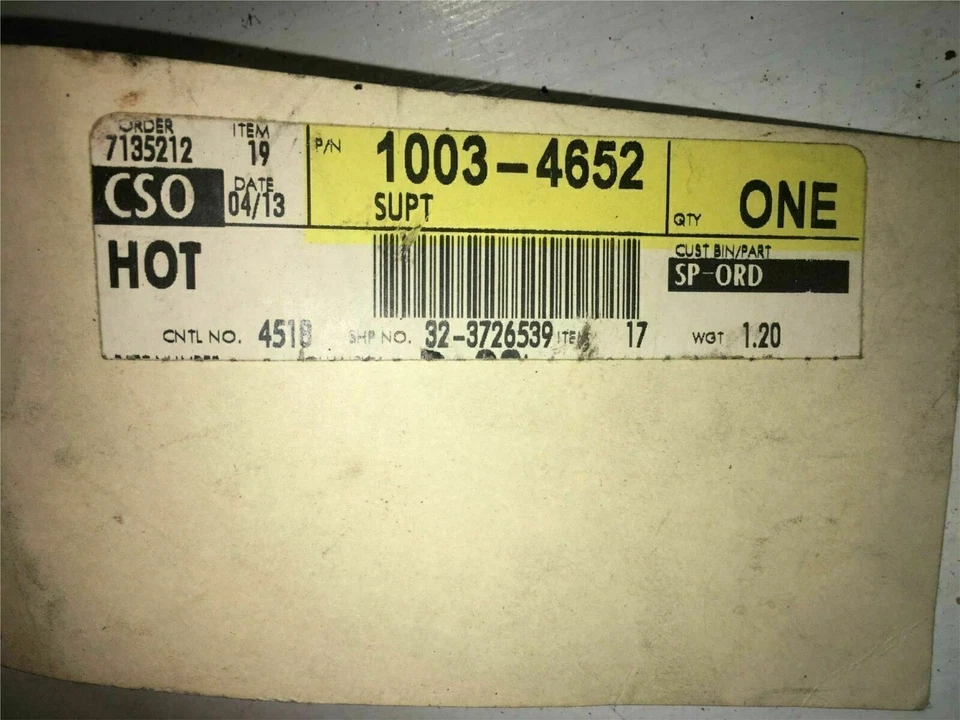 ORDER ITEM
7135212 19
P/N 1003-4652
CSO DATE
04/13
SUPT
QTY ONE
HOT
CUST BIN/PART
SP-ORD
CNTL NO. 4518 SHP NO. 32-3726539 ITEM 17 WGT 1.20